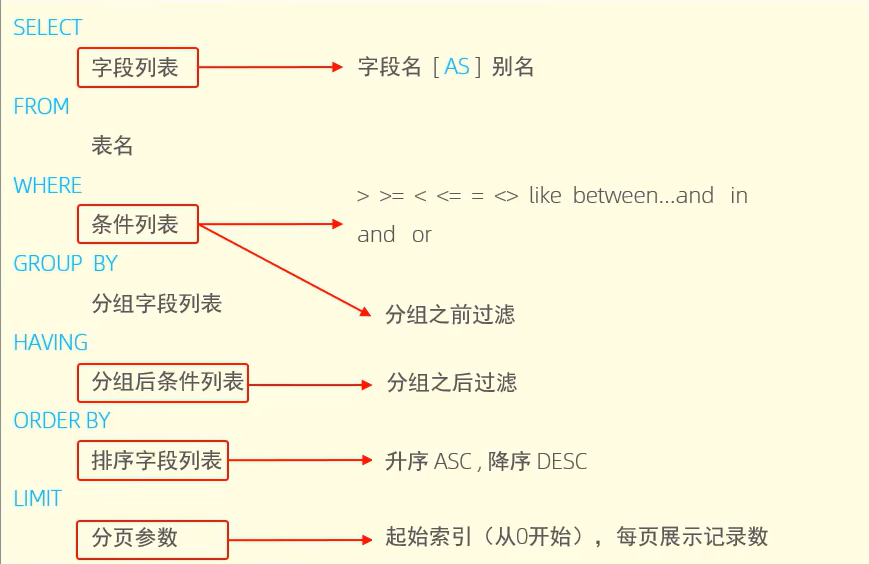 SELECT
字段列表 字段名 [ AS ] 别名
FROM
表名
WHERE
> >= < <= = <> like between...and in
条件列表
and or
GROUP BY
分组字段列表
分组之前过滤
HAVING
分组后条件列表 分组之后过滤
ORDER BY
排序字段列表 升序 ASC , 降序 DESC
LIMIT
分页参数 起始索引（从0开始），每页展示记录数